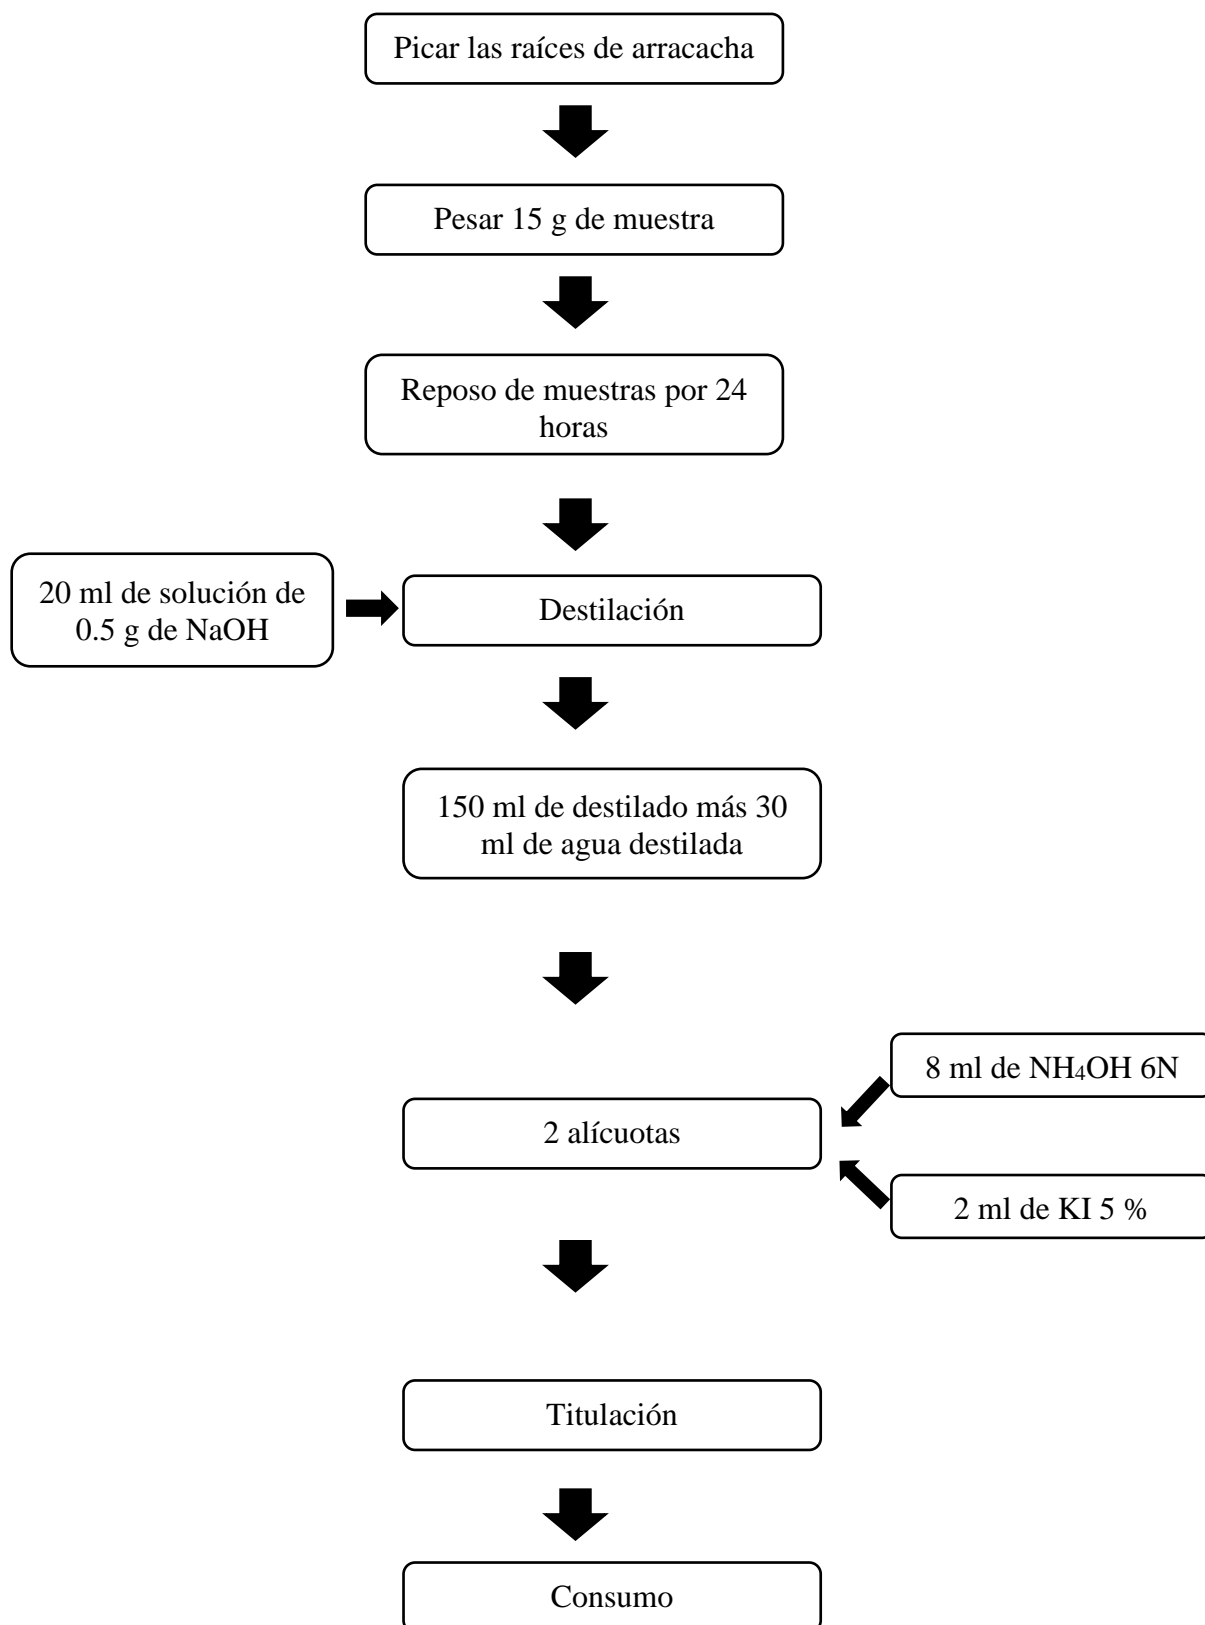 Picar las raíces de arracacha
Pesar 15 g de muestra
Reposo de muestras por 24
horas
20 ml de solución de
0.5 g de NaOH
Destilación
150 ml de destilado más 30
ml de agua destilada
8 ml de NH₄OH 6N
2 alícuotas
2 ml de KI 5 %
Titulación
Consumo